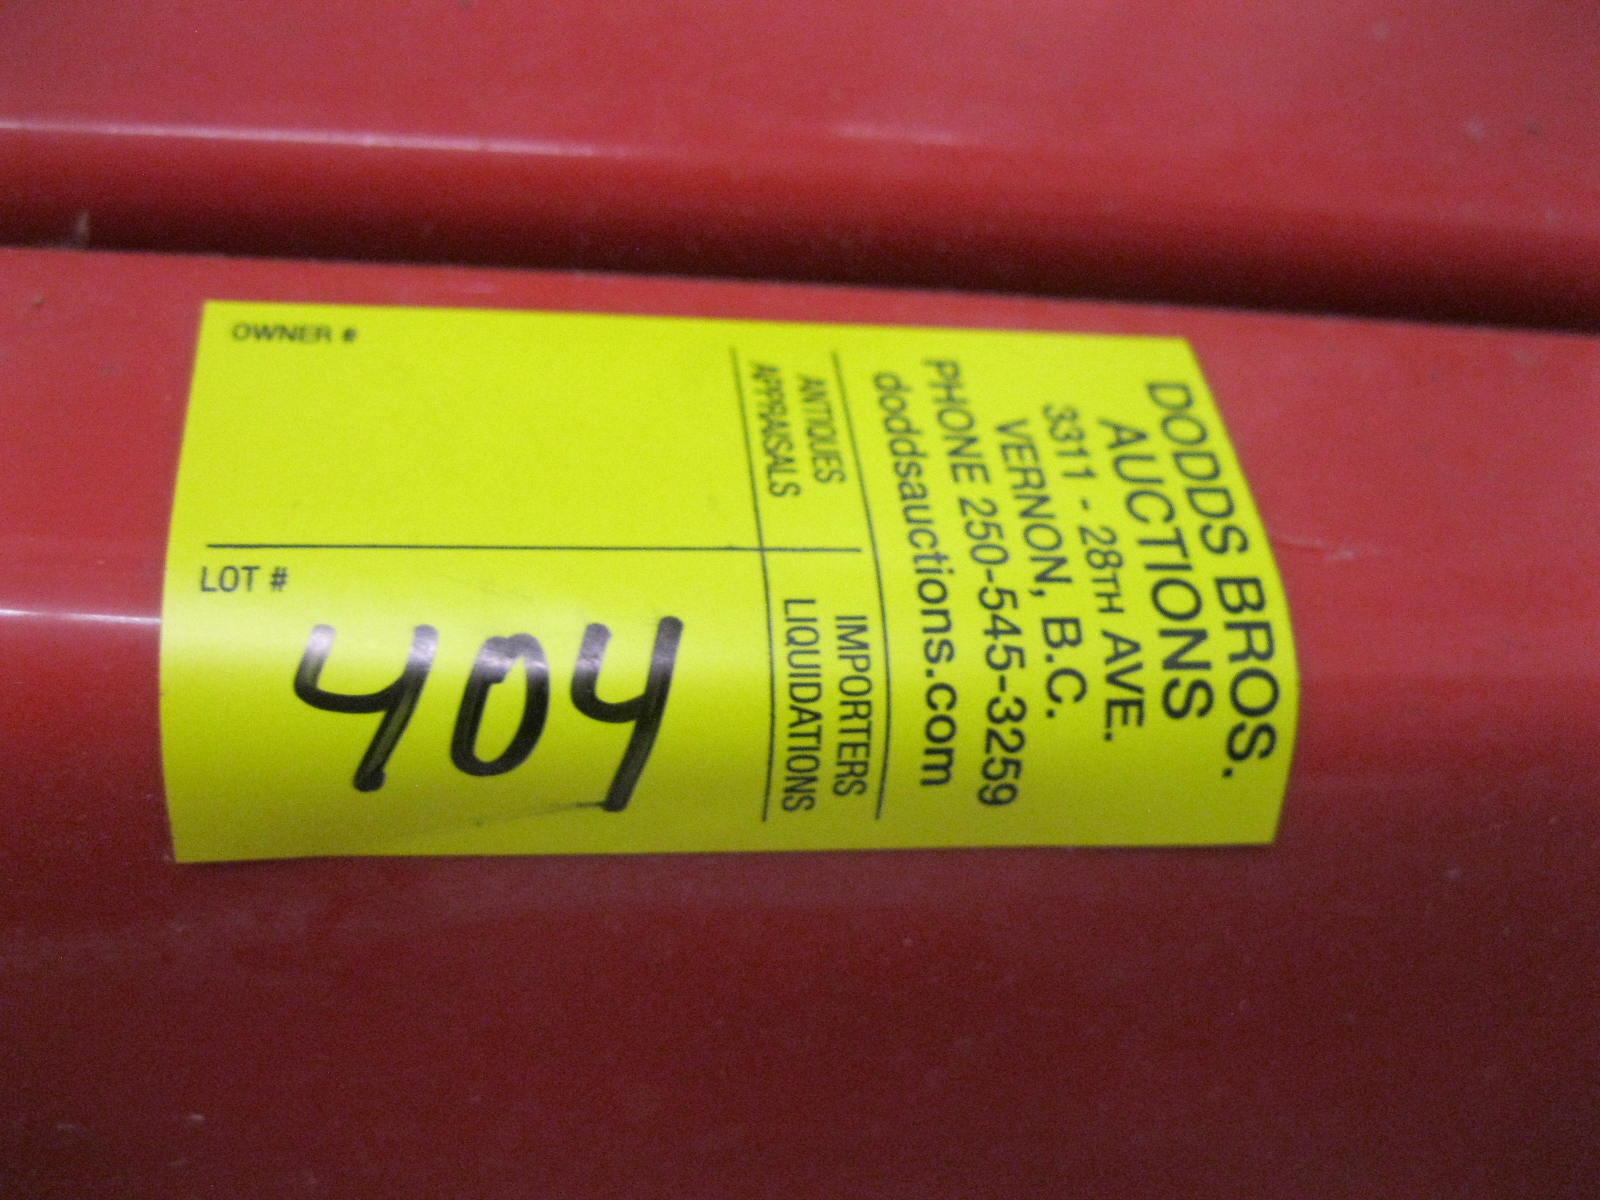 DODDS BROS.
AUCTIONS
3311 - 28TH AVE.
VERNON, B.C.
PHONE 250-545-3259
doddsauctions.com
ANTIQUES IMPORTERS
APPRAISALS LIQUIDATIONS
OWNER #
LOT #
404